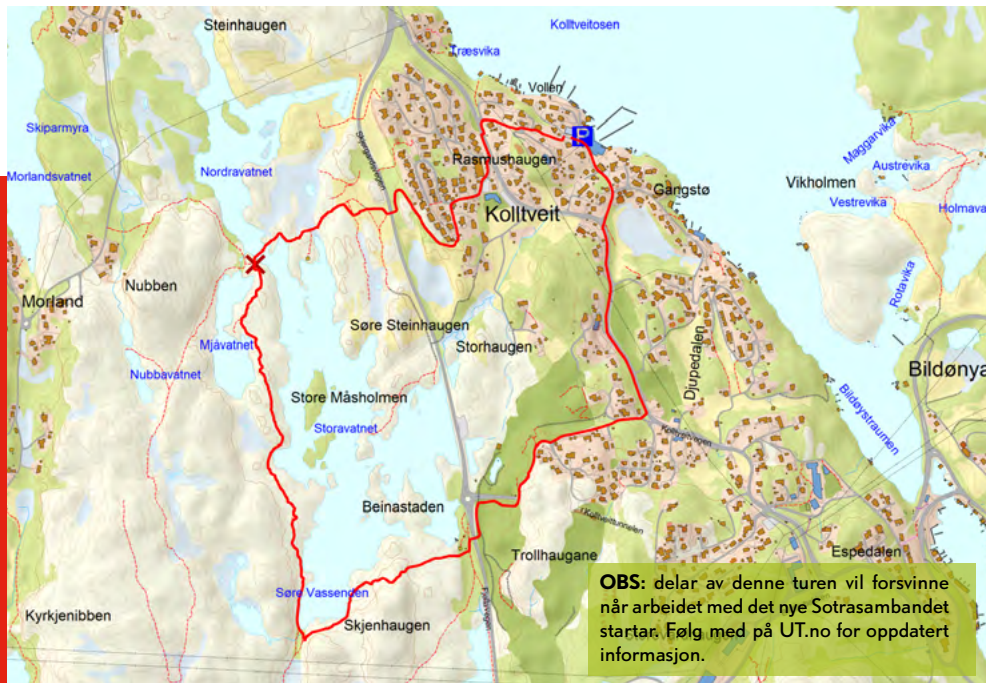 Steinhaugen
Kolltveitosen
Træsvika
Vollen
P
Skiparmyra
Maggarvika
Rasmushaugen
Morlandsvatnet
Nordravatnet
Austrevika
Gangstø
Vikholmen
Vestrevika
Holmava
Kolltveit
Rotavika
Nubben
Morland
Søre Steinhaugen
Mjåvatnet
Storhaugen
Djupedalen
Nubbavatnet
Bildønya
Store Måsholmen
Bildøystraumen
Storavatnet
Kolltveitvegen
Beinastaden
Kolltveittunnelen
Trollhaugane
Espedalen
Søre Vassenden
Kyrkjenibben
Skjenhaugen
OBS: delar av denne turen vil forsvinne
når arbeidet med det nye Sotrasambandet
startar. Følg med på UT.no for oppdatert
informasjon.